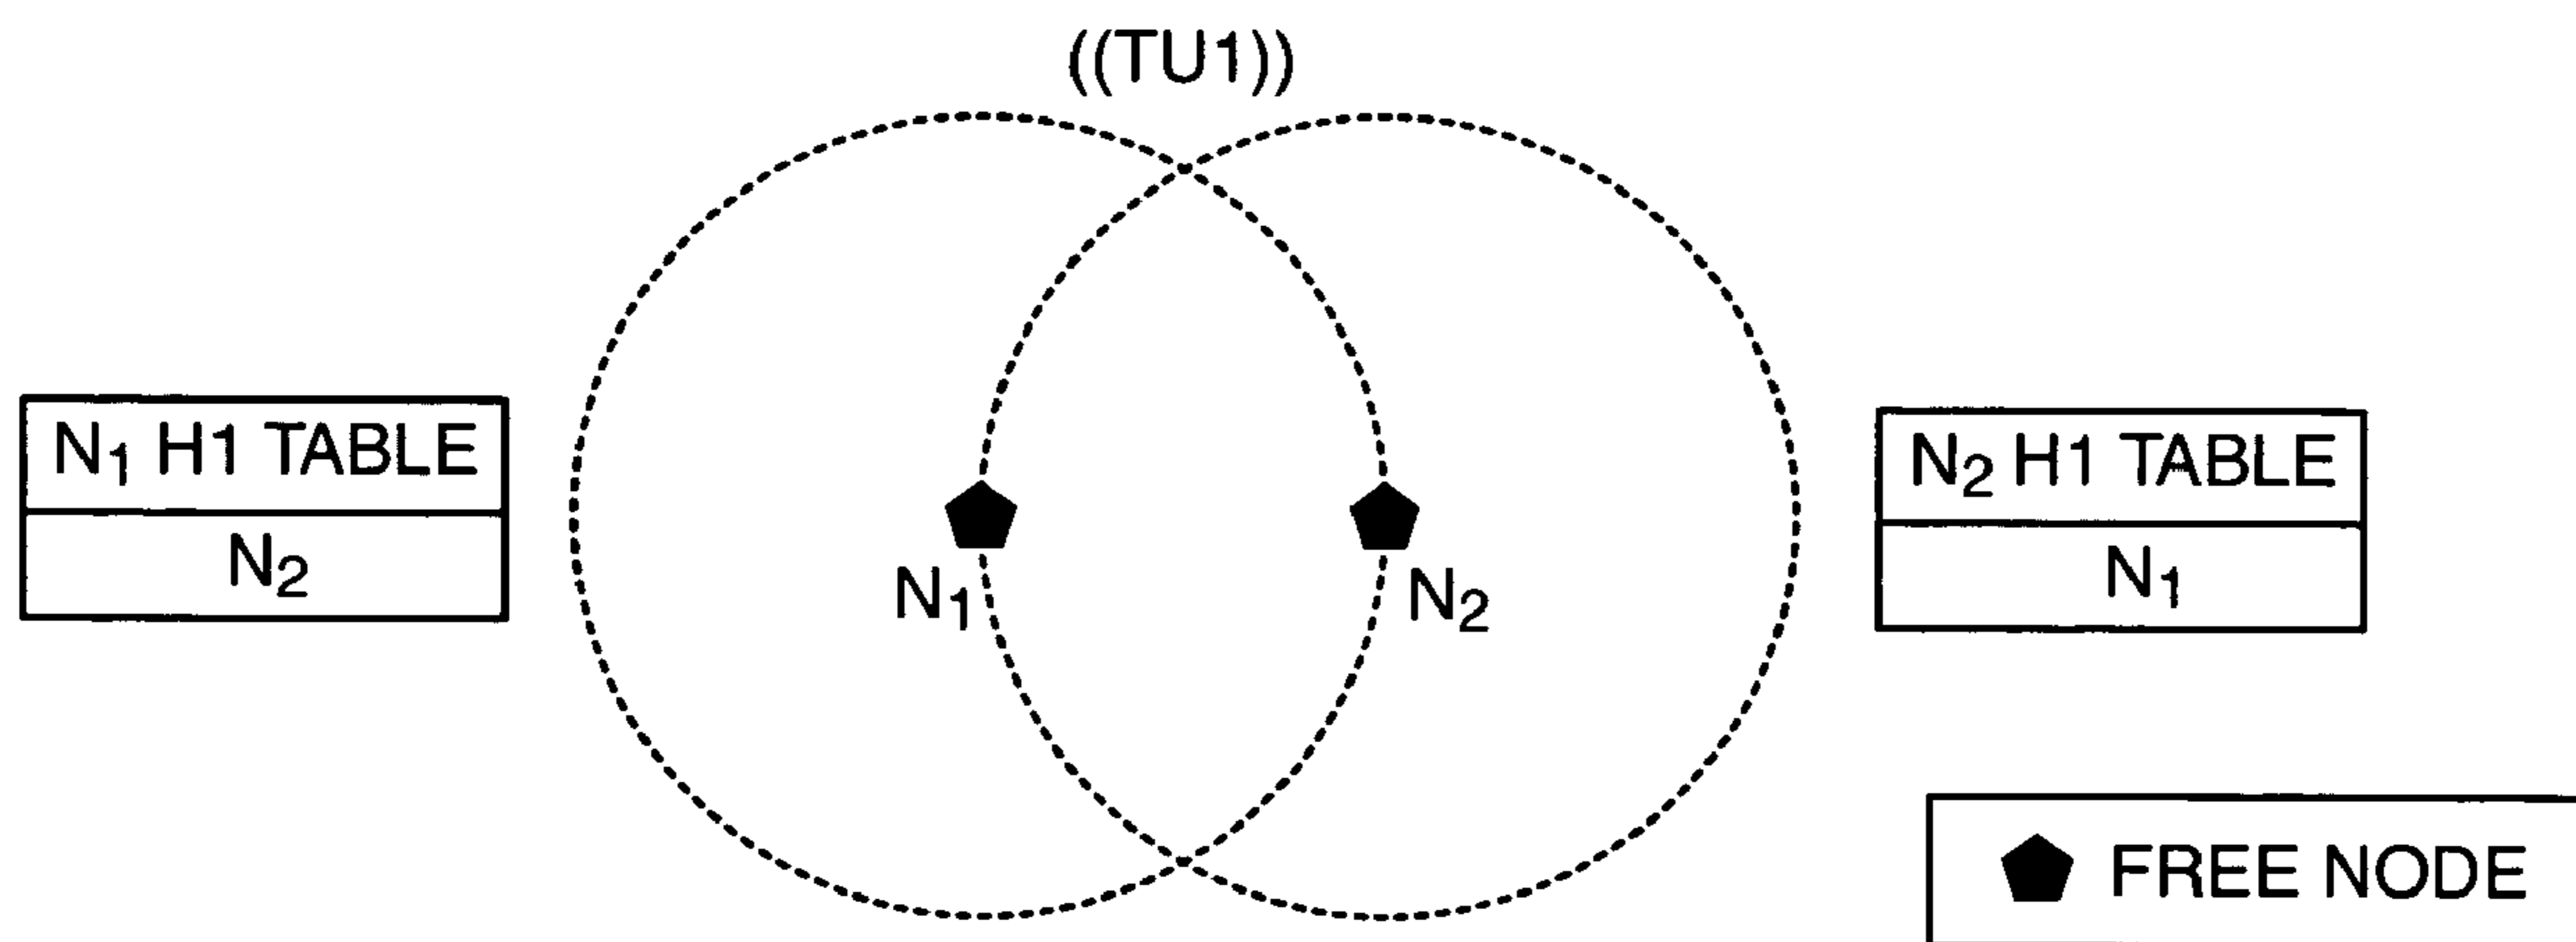 ((TU1))
N₁ H1 TABLE
N₂
N₁
N₂
N₂ H1 TABLE
N₁
FREE NODE